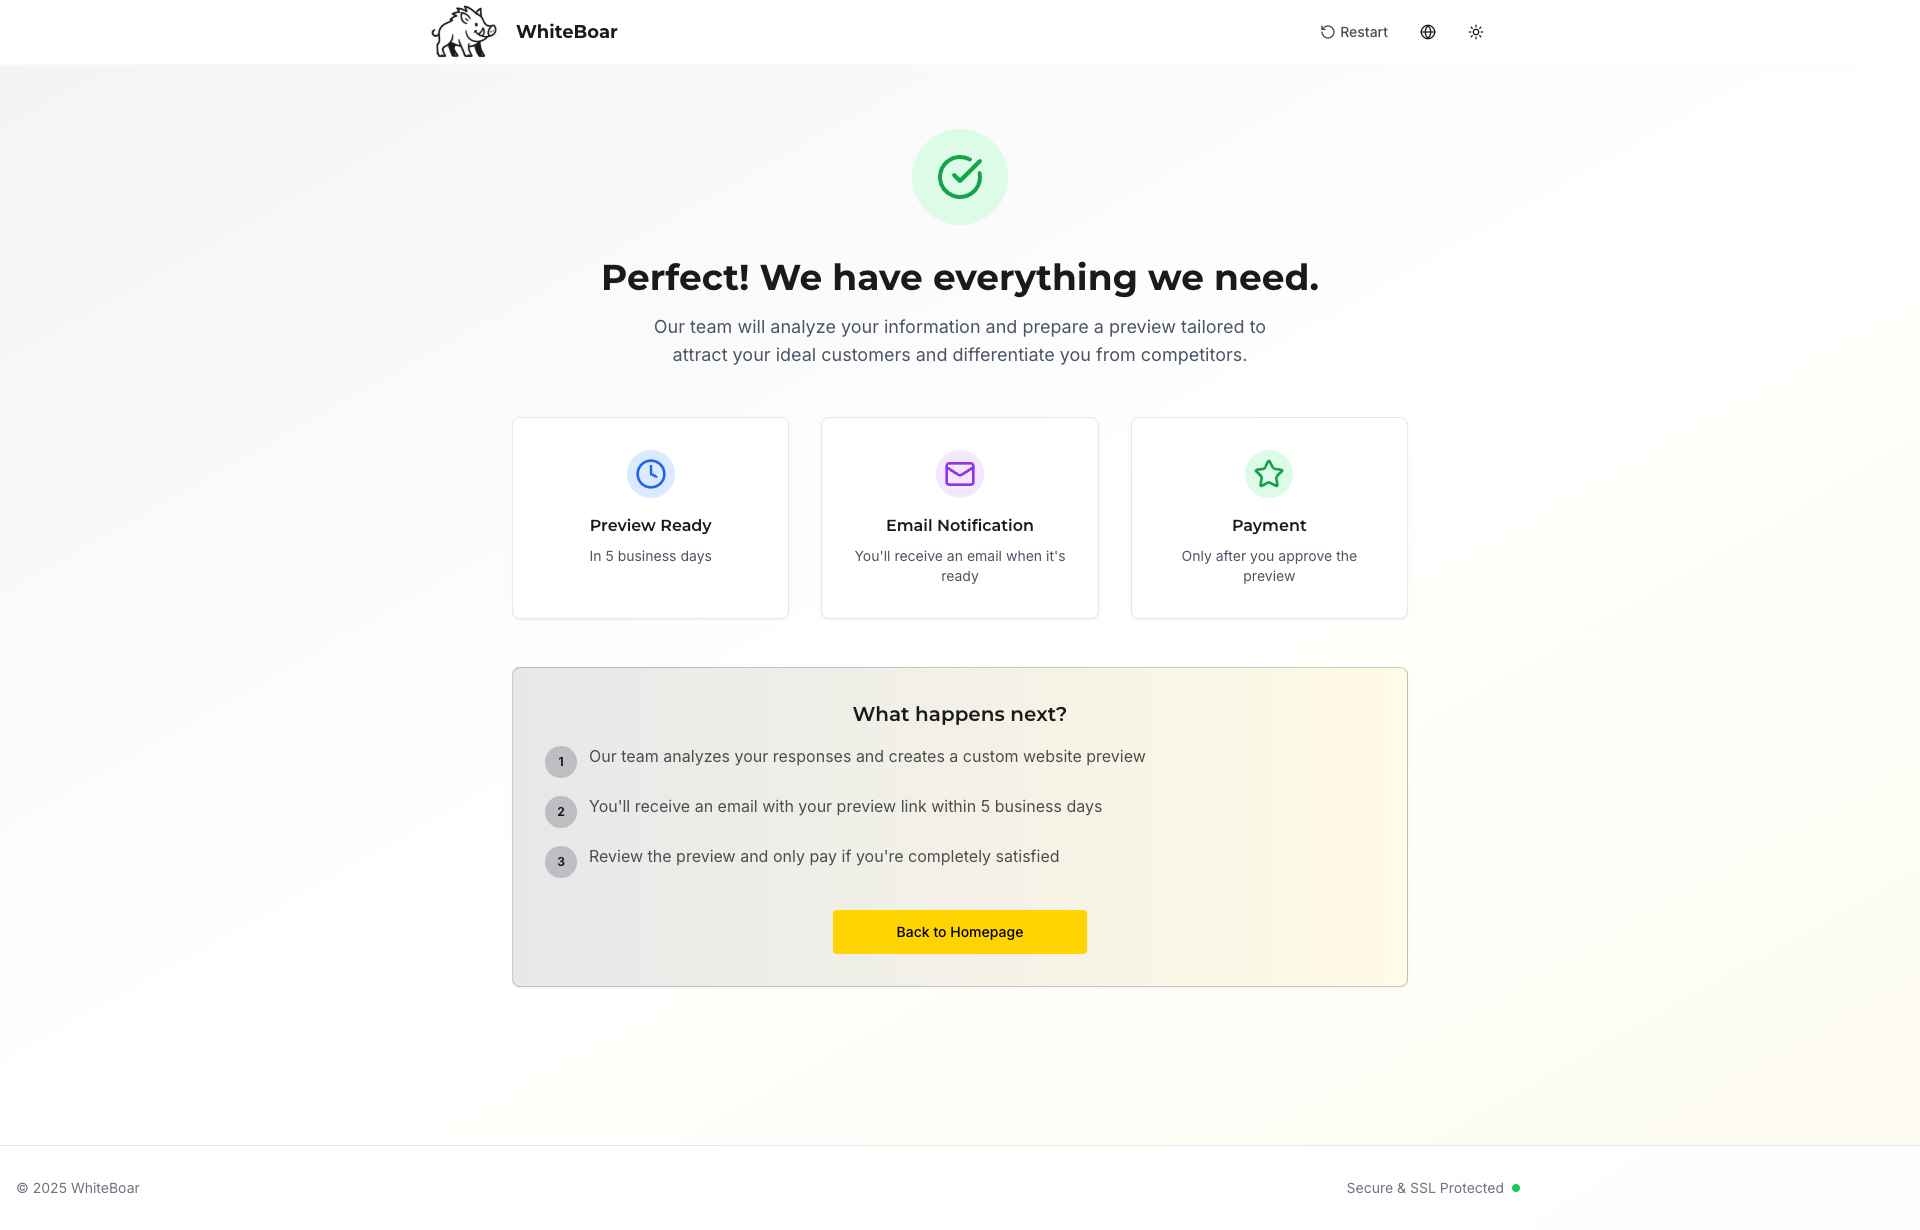 WhiteBoar
Restart
Perfect! We have everything we need.
Our team will analyze your information and prepare a preview tailored to
attract your ideal customers and differentiate you from competitors.
Preview Ready
In 5 business days
Email Notification
You'll receive an email when it's
ready
Payment
Only after you approve the
preview
What happens next?
1 Our team analyzes your responses and creates a custom website preview
2 You'll receive an email with your preview link within 5 business days
3 Review the preview and only pay if you're completely satisfied
Back to Homepage
© 2025 WhiteBoar
Secure & SSL Protected